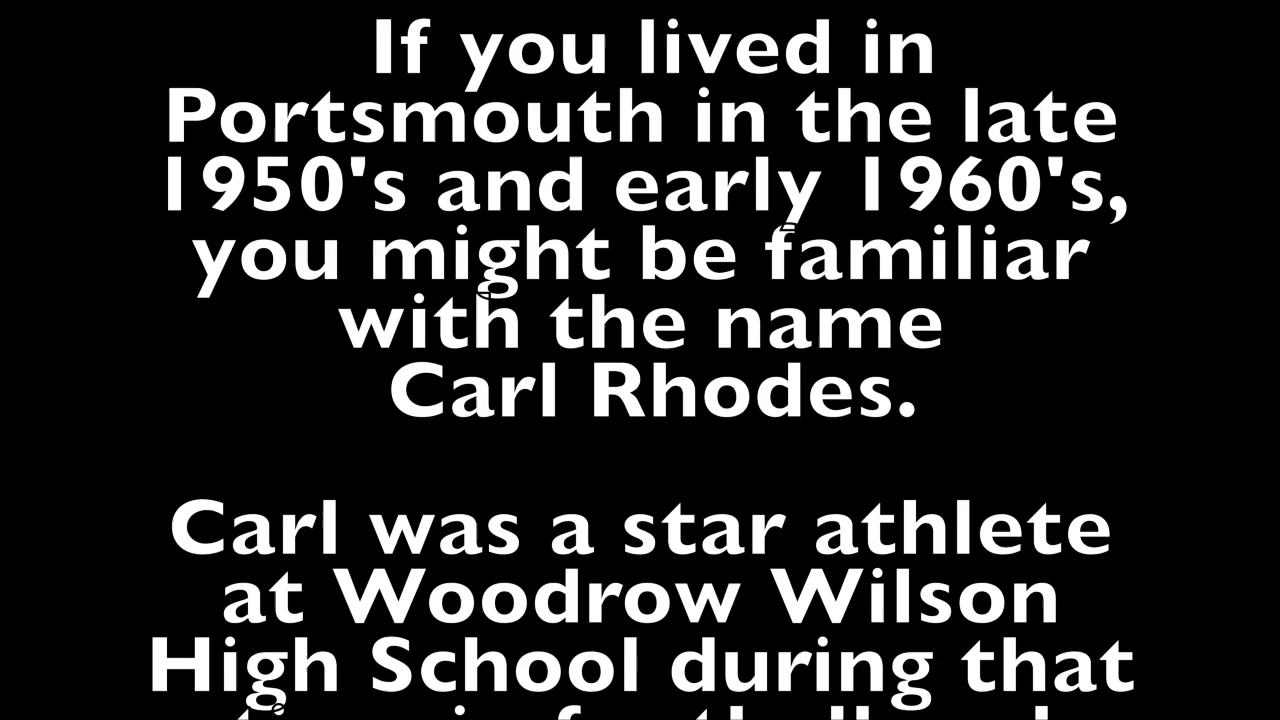 If you lived in
Portsmouth in the late
1950's and early 1960's,
you might be familiar
with the name
Carl Rhodes.
Carl was a star athlete
at Woodrow Wilson
High School during that